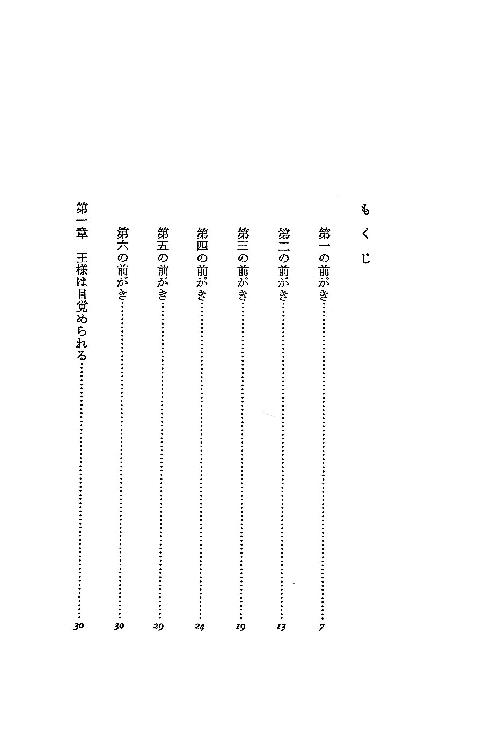 もくじ
第一の前がき……………………7
第二の前がき……………………13
第三の前がき……………………19
第四の前がき……………………24
第五の前がき……………………29
第六の前がき……………………30
第一章　王様は目覚められる……………………30